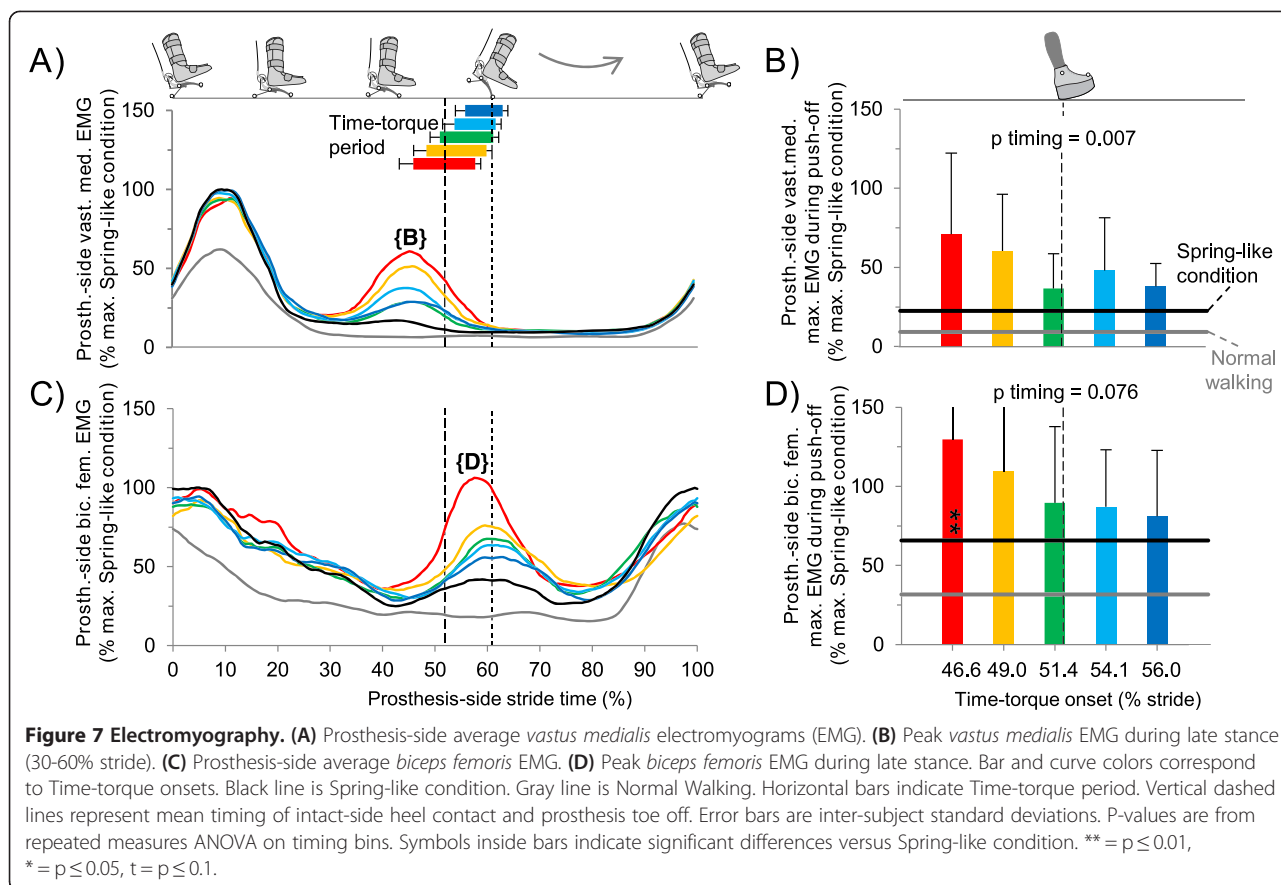 A)
Prosth.-side vast. med. EMG
(% max. Spring-like condition)
150
100
50
0
Time-torque
period
{B}
B)
Prosth.-side vast.med.
max. EMG during push-off
(% max. Spring-like condition)
150
100
50
0
p timing = 0.007
Spring-like
condition
Normal
walking
C)
Prosth.-side bic. fem. EMG
(% max. Spring-like condition)
150
100
50
0
{D}
0 10 20 30 40 50 60 70 80 90 100
Prosthesis-side stride time (%)
D)
Prosth.-side bic. fem.
max. EMG during push-off
(% max. Spring-like condition)
150
100
50
0
p timing = 0.076
**
46.6 49.0 51.4 54.1 56.0
Time-torque onset (% stride)
Figure 7 Electromyography. (A) Prosthesis-side average vastus medialis electromyograms (EMG). (B) Peak vastus medialis EMG during late stance
(30-60% stride). (C) Prosthesis-side average biceps femoris EMG. (D) Peak biceps femoris EMG during late stance. Bar and curve colors correspond
to Time-torque onsets. Black line is Spring-like condition. Gray line is Normal Walking. Horizontal bars indicate Time-torque period. Vertical dashed
lines represent mean timing of intact-side heel contact and prosthesis toe off. Error bars are inter-subject standard deviations. P-values are from
repeated measures ANOVA on timing bins. Symbols inside bars indicate significant differences versus Spring-like condition. ** = p ≤ 0.01,
* = p ≤ 0.05, t = p ≤ 0.1.